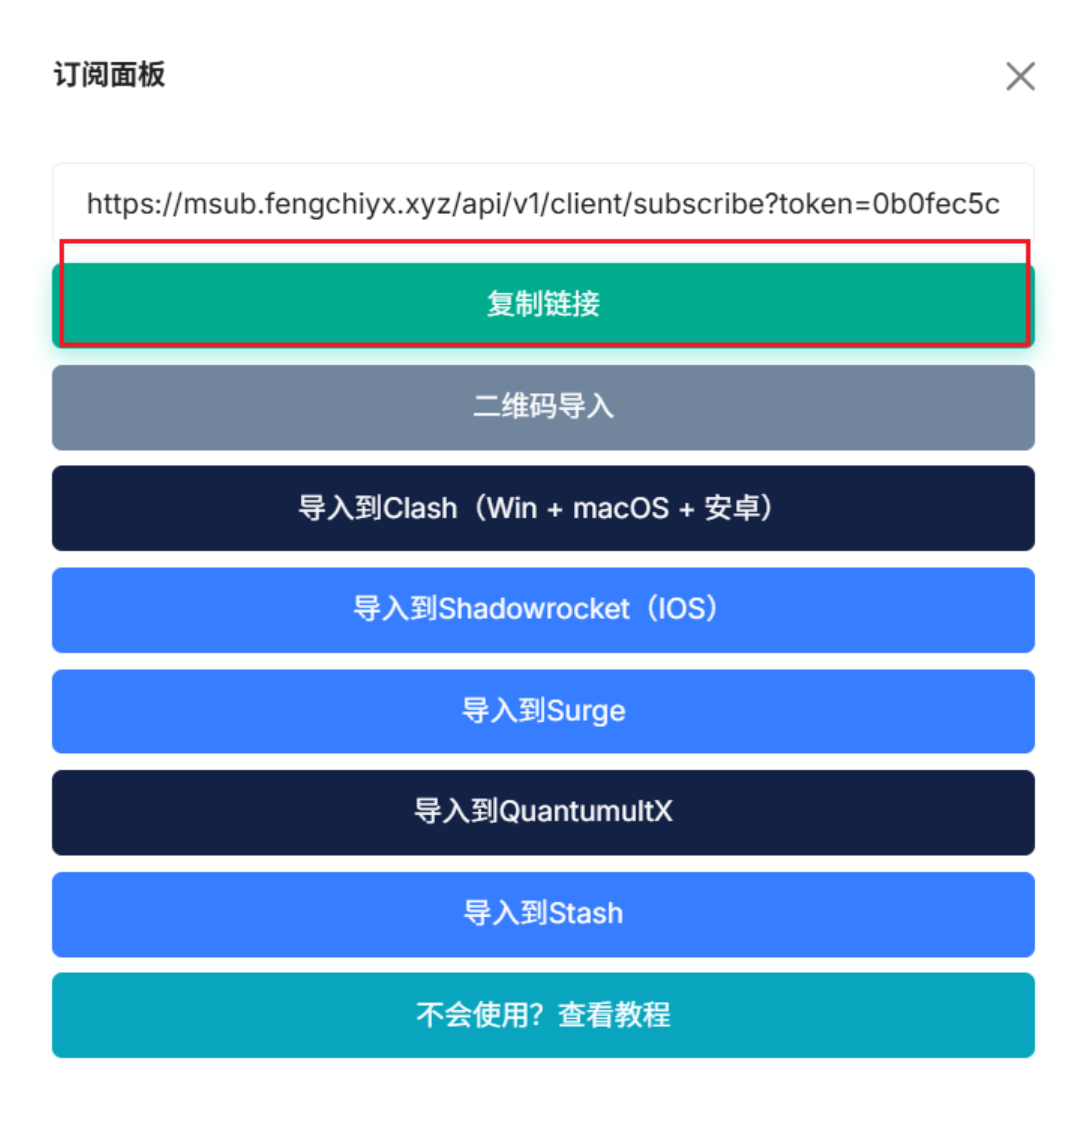 订阅面板
https://msub.fengchiyx.xyz/api/v1/client/subscribe?token=0b0fec5c
复制链接
二维码导入
导入到Clash（Win + macOS + 安卓）
导入到Shadowrocket（IOS）
导入到Surge
导入到QuantumultX
导入到Stash
不会使用？查看教程